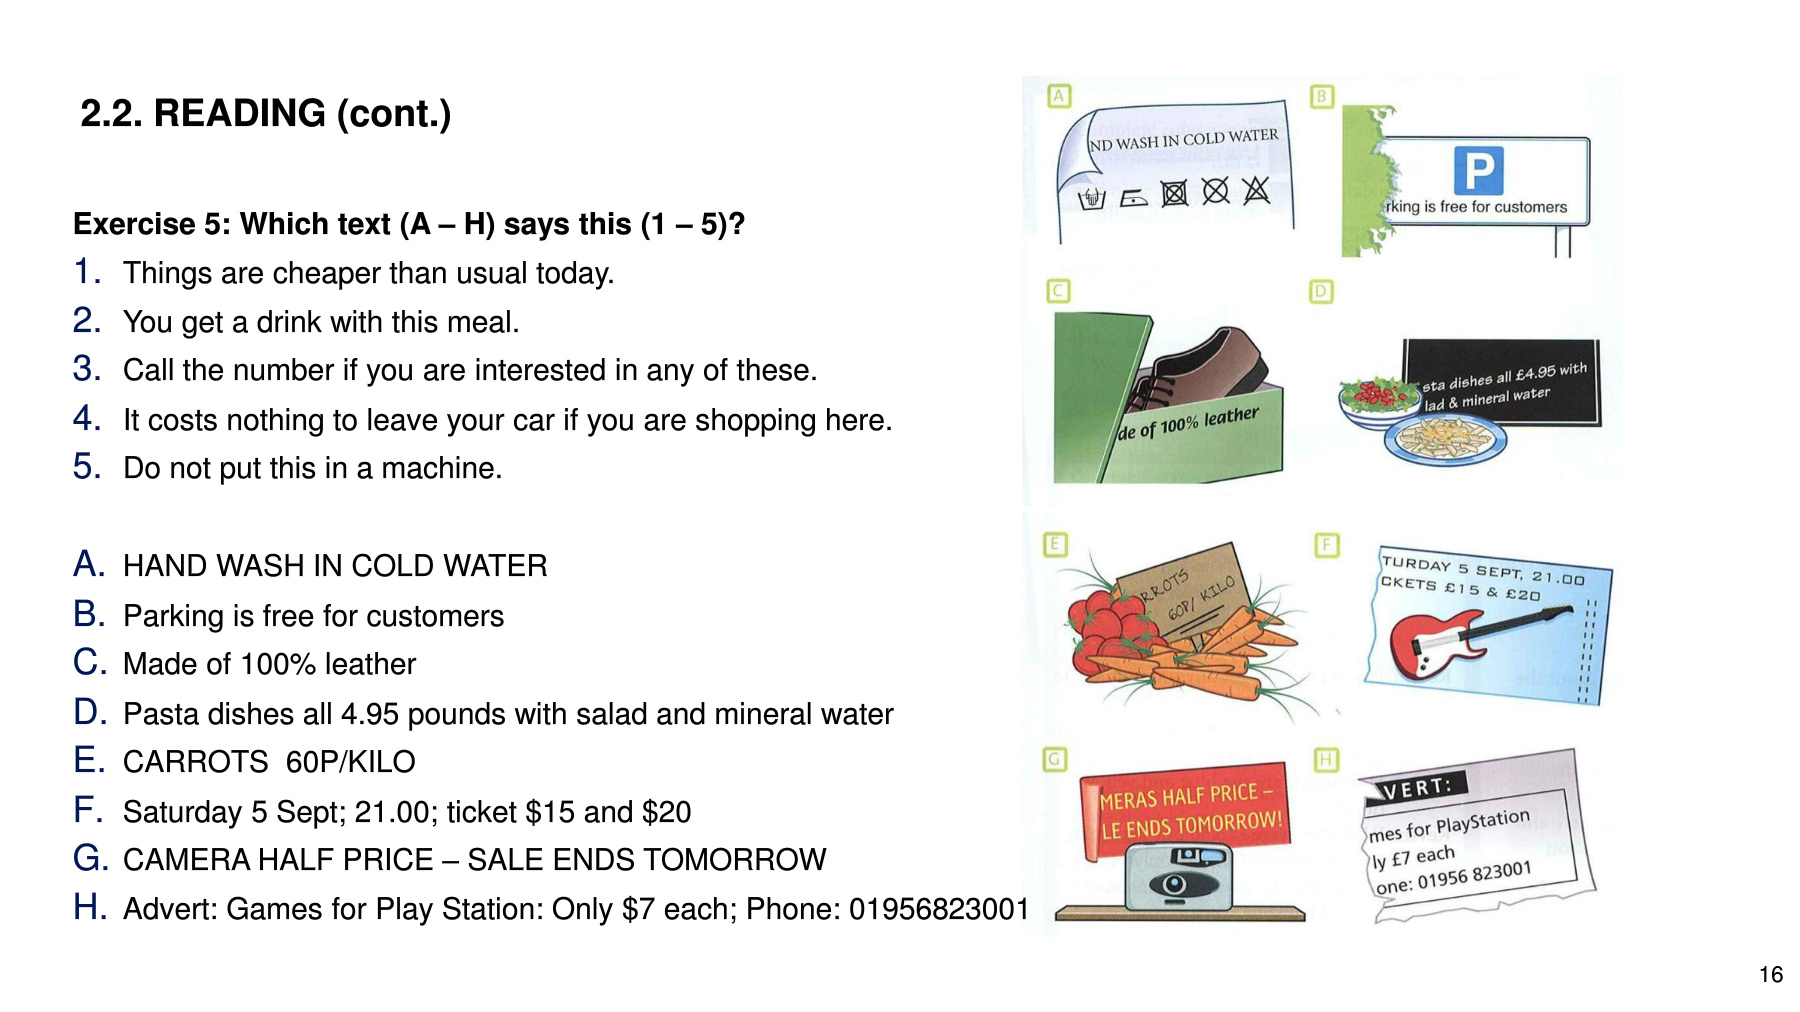 2.2. READING (cont.)
Exercise 5: Which text (A – H) says this (1 – 5)?
1. Things are cheaper than usual today.
2. You get a drink with this meal.
3. Call the number if you are interested in any of these.
4. It costs nothing to leave your car if you are shopping here.
5. Do not put this in a machine.
A. HAND WASH IN COLD WATER
B. Parking is free for customers
C. Made of 100% leather
D. Pasta dishes all 4.95 pounds with salad and mineral water
E. CARROTS 60P/KILO
F. Saturday 5 Sept; 21.00; ticket $15 and $20
G. CAMERA HALF PRICE – SALE ENDS TOMORROW
H. Advert: Games for Play Station: Only $7 each; Phone: 01956823001
A
ND WASH IN COLD WATER
B
P
rking is free for customers
C
de of 100% leather
D
sta dishes all £4.95 with
lad & mineral water
E
RROTS
60P/ KILO
F
TURDAY 5 SEPT, 21.00
CKETS £15 & £20
G
MERAS HALF PRICE –
LE ENDS TOMORROW!
H
VERT:
mes for PlayStation
ly £7 each
one: 01956 823001
16